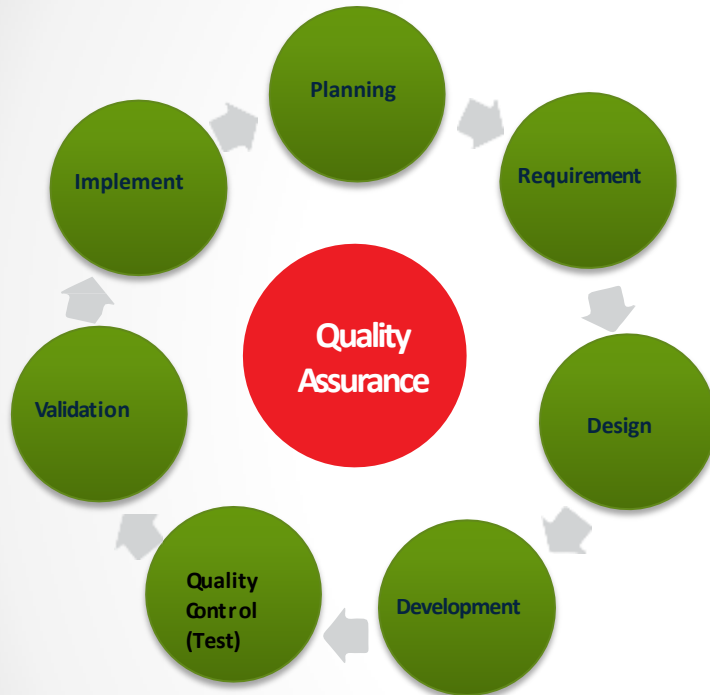 Planning
Requirement
Design
Development
Quality
Control
(Test)
Validation
Implement
Quality
Assurance